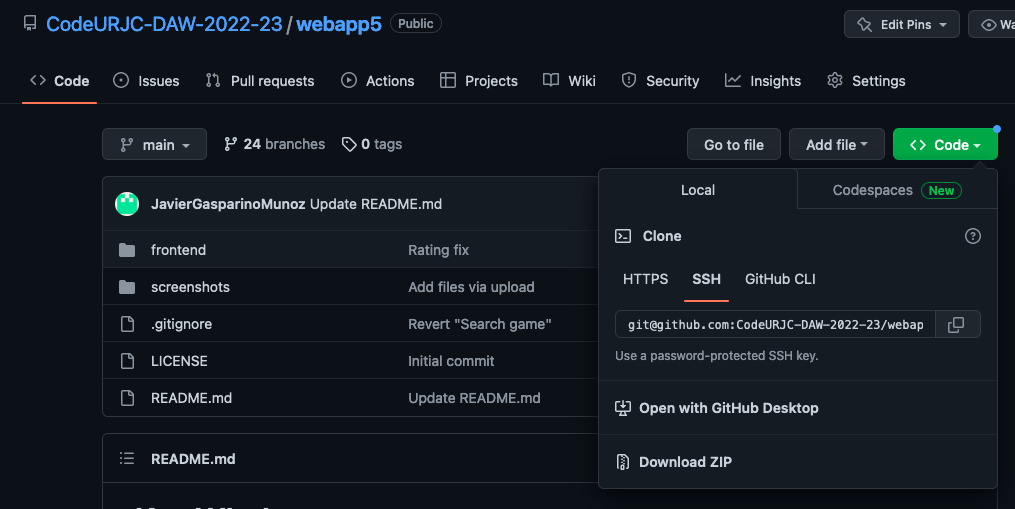 CodeURJC-DAW-2022-23/webapp5 Public Edit Pins
Code Issues Pull requests Actions Projects Wiki Security Insights Settings
main 24 branches 0 tags Go to file Add file Code
Local Codespaces New
JavierGasparinoMunoz Update README.md
Clone
frontend Rating fix
HTTPS SSH GitHub CLI
screenshots Add files via upload
.gitignore Revert "Search game"
git@github.com:CodeURJC-DAW-2022-23/webap
Use a password-protected SSH key.
LICENSE Initial commit
README.md Update README.md
Open with GitHub Desktop
README.md
Download ZIP